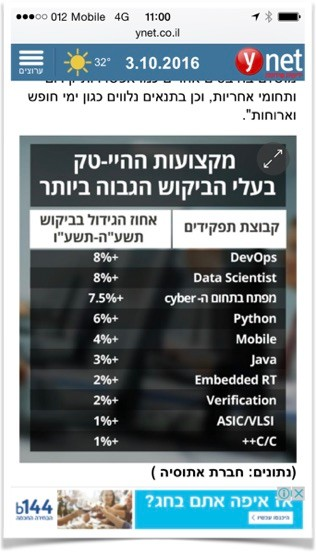 012 Mobile 4G 11:00
ynet.co.il
ערוצים
32°
3.10.2016
ynet
ותחומי אחריות, וכן בתנאים נלווים כגון ימי חופש
וארוחות".
מקצועות ההיי-טק
בעלי הביקוש הגבוה ביותר
קבוצת תפקידים אחוז הגידול בביקוש
תשע"ה-תשע"ו
DevOps 8%+
Data Scientist 8%+
מפתח בתחום ה-cyber 7.5%+
Python 6%+
Mobile 4%+
Java 3%+
Embedded RT 2%+
Verification 2%+
ASIC/VLSI 1%+
++C/C 1%+
(נתונים: חברת אתוסיה )
אז איפה אתם בחג?
b144